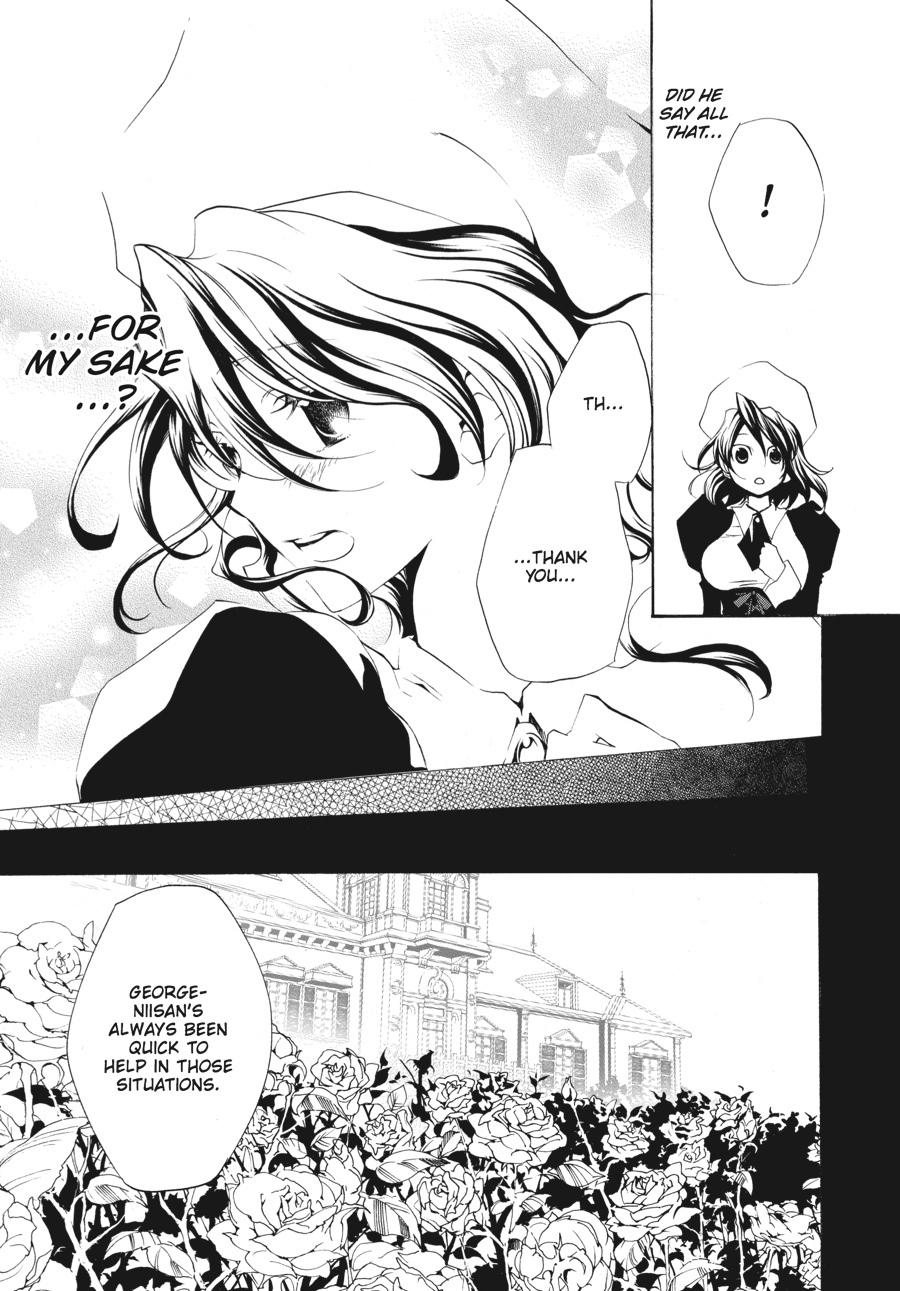 DID HE
SAY ALL
THAT...
!
...FOR
MY SAKE
...?
TH...
...THANK
YOU...
GEORGE-
NIISAN'S
ALWAYS BEEN
QUICK TO
HELP IN THOSE
SITUATIONS.